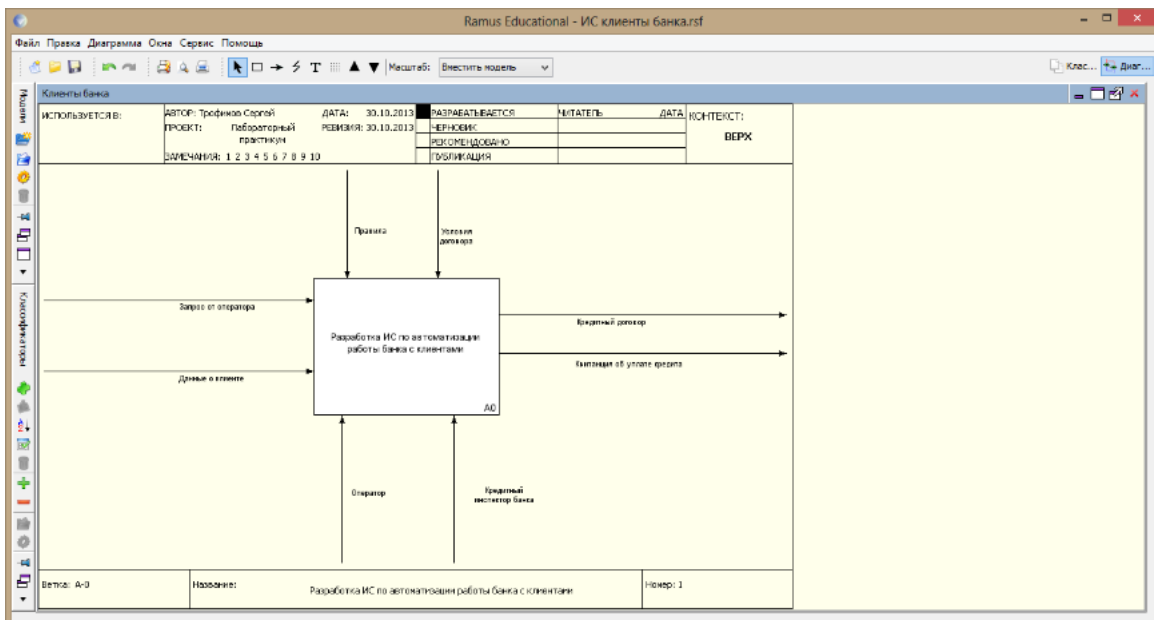 Ramus Educational - ИС клиенты банка.rsf
Файл Правка Диаграмма Окна Сервис Помощь
Масштаб: Вместить модель
Клас... Диаг...
Модели
Классификаторы
Клиенты банка
ИСПОЛЬЗУЕТСЯ В:
АВТОР: Трофимов Сергей
ДАТА: 30.10.2013
ПРОЕКТ: Лабораторный
практикум
РЕВИЗИЯ: 30.10.2013
ЗАМЕЧАНИЯ: 1 2 3 4 5 6 7 8 9 10
РАЗРАБАТЫВАЕТСЯ
ЧЕРНОВИК
РЕКОМЕНДОВАНО
ПУБЛИКАЦИЯ
ЧИТАТЕЛЬ ДАТА
КОНТЕКСТ:
ВЕРХ
Правила
Условия
договора
Запрос от оператора
Данные о клиенте
Разработка ИС по автоматизации
работы банка с клиентами
A0
Кредитный договор
Квитанция об уплате кредита
Оператор
Кредитный
инспектор банка
Ветка: A-0
Название:
Разработка ИС по автоматизации работы банка с клиентами
Номер: 1